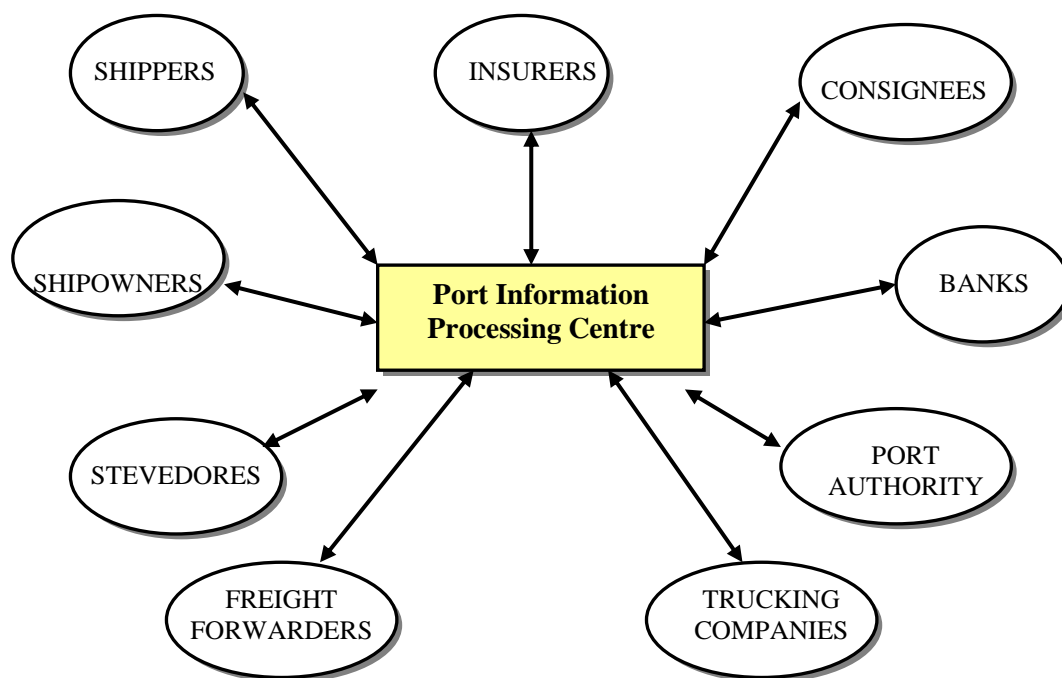 SHIPPERS
INSURERS
CONSIGNEES
SHIPOWNERS
BANKS
Port Information
Processing Centre
STEVEDORES
PORT
AUTHORITY
FREIGHT
FORWARDERS
TRUCKING
COMPANIES